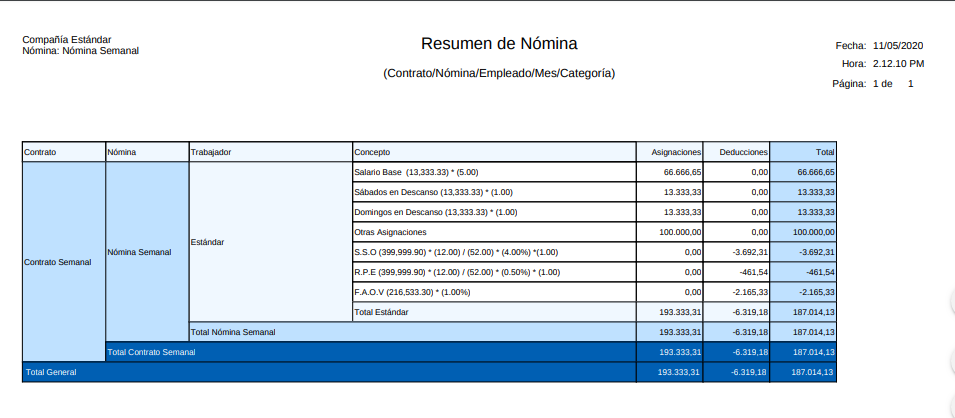 Compañía Estándar
Nómina: Nómina Semanal
Resumen de Nómina
(Contrato/Nómina/Empleado/Mes/Categoría)
Fecha: 11/05/2020
Hora: 2.12.10 PM
Página: 1 de 1
Contrato Nómina Trabajador Concepto Asignaciones Deducciones Total
Salario Base (13,333.33) * (5.00) 66.666,65 0,00 66.666,65
Sábados en Descanso (13,333.33) * (1.00) 13.333,33 0,00 13.333,33
Domingos en Descanso (13,333.33) * (1.00) 13.333,33 0,00 13.333,33
Otras Asignaciones 100.000,00 0,00 100.000,00
Estándar
Contrato Semanal Nómina Semanal S.S.O (399,999.90) * (12.00) / (52.00) * (4.00%) *(1.00) 0,00 -3.692,31 -3.692,31
R.P.E (399,999.90) * (12.00) / (52.00) * (0.50%) * (1.00) 0,00 -461,54 -461,54
F.A.O.V (216,533.30) * (1.00%) 0,00 -2.165,33 -2.165,33
Total Estándar 193.333,31 -6.319,18 187.014,13
Total Nómina Semanal 193.333,31 -6.319,18 187.014,13
Total Contrato Semanal 193.333,31 -6.319,18 187.014,13
Total General 193.333,31 -6.319,18 187.014,13